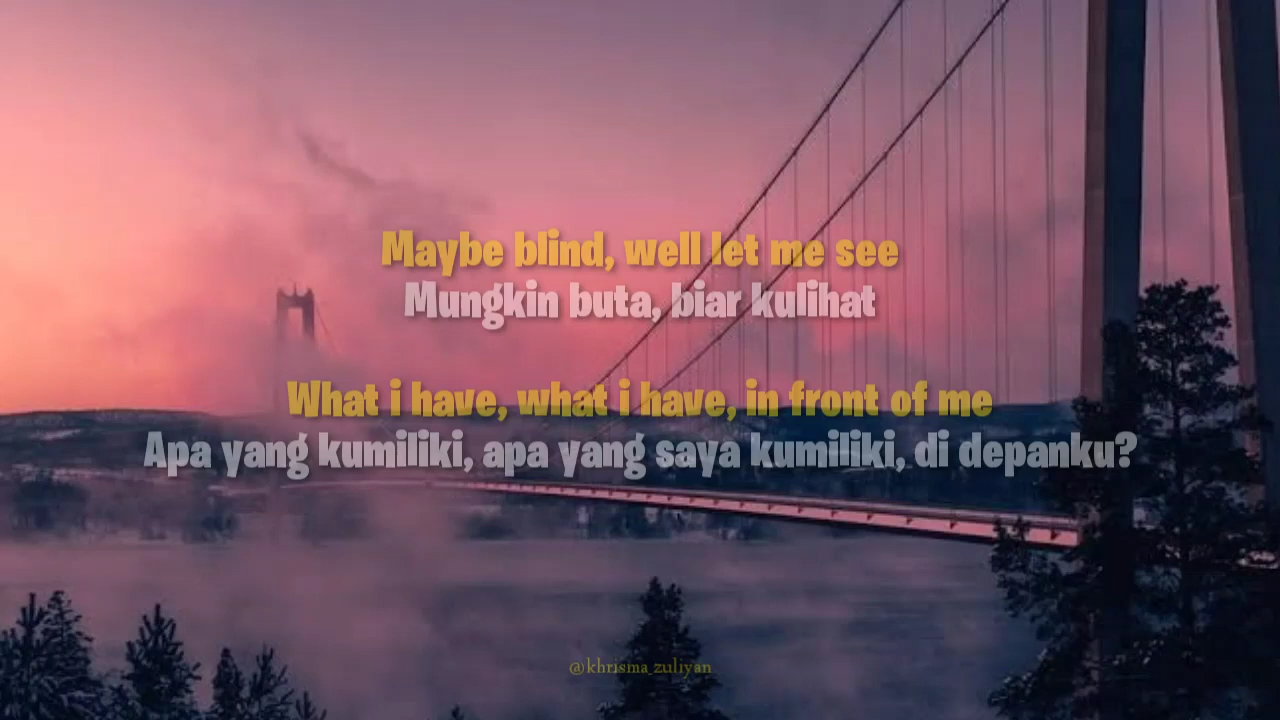 Maybe blind, well let me see
Mungkin buta, biar kulihat
What i have, what i have, in front of me
Apa yang kumiliki, apa yang saya kumiliki, di depanku?
@khrisma_zuliyan